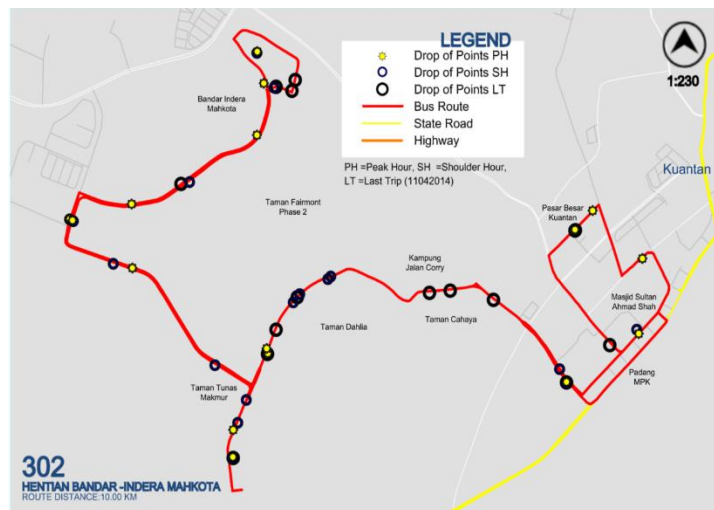 LEGEND
Drop of Points PH
Drop of Points SH
Drop of Points LT
Bus Route
State Road
Highway
PH =Peak Hour, SH =Shoulder Hour,
LT =Last Trip (11042014)
1:230
Bandar Indera
Mahkota
Kuantan
Taman Fairmont
Phase 2
Pasar Besar
Kuantan
Kampung
Jalan Corry
Masjid Sultan
Ahmad Shah
Taman Dahlia
Taman Cahaya
Padang
MPK
Taman Tunas
Makmur
302
HENTIAN BANDAR -INDERA MAHKOTA
ROUTE DISTANCE:10.00 KM